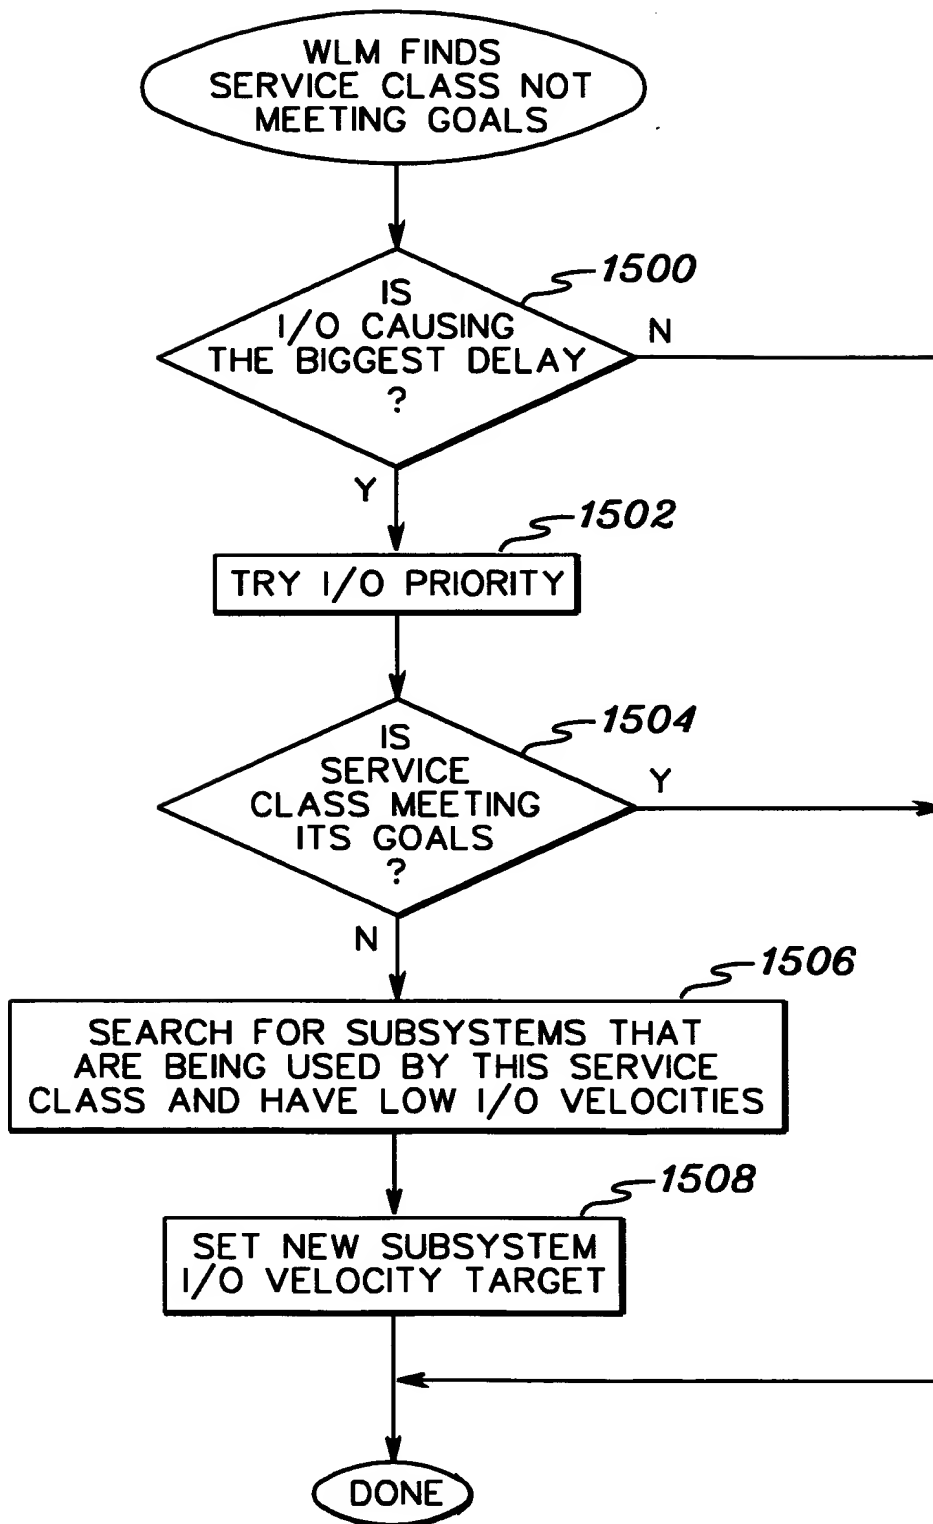 WLM FINDS
SERVICE CLASS NOT
MEETING GOALS
1500
IS
I/O CAUSING
THE BIGGEST DELAY
?
N
Y
1502
TRY I/O PRIORITY
1504
IS
SERVICE
CLASS MEETING
ITS GOALS
?
Y
N
1506
SEARCH FOR SUBSYSTEMS THAT
ARE BEING USED BY THIS SERVICE
CLASS AND HAVE LOW I/O VELOCITIES
1508
SET NEW SUBSYSTEM
I/O VELOCITY TARGET
DONE